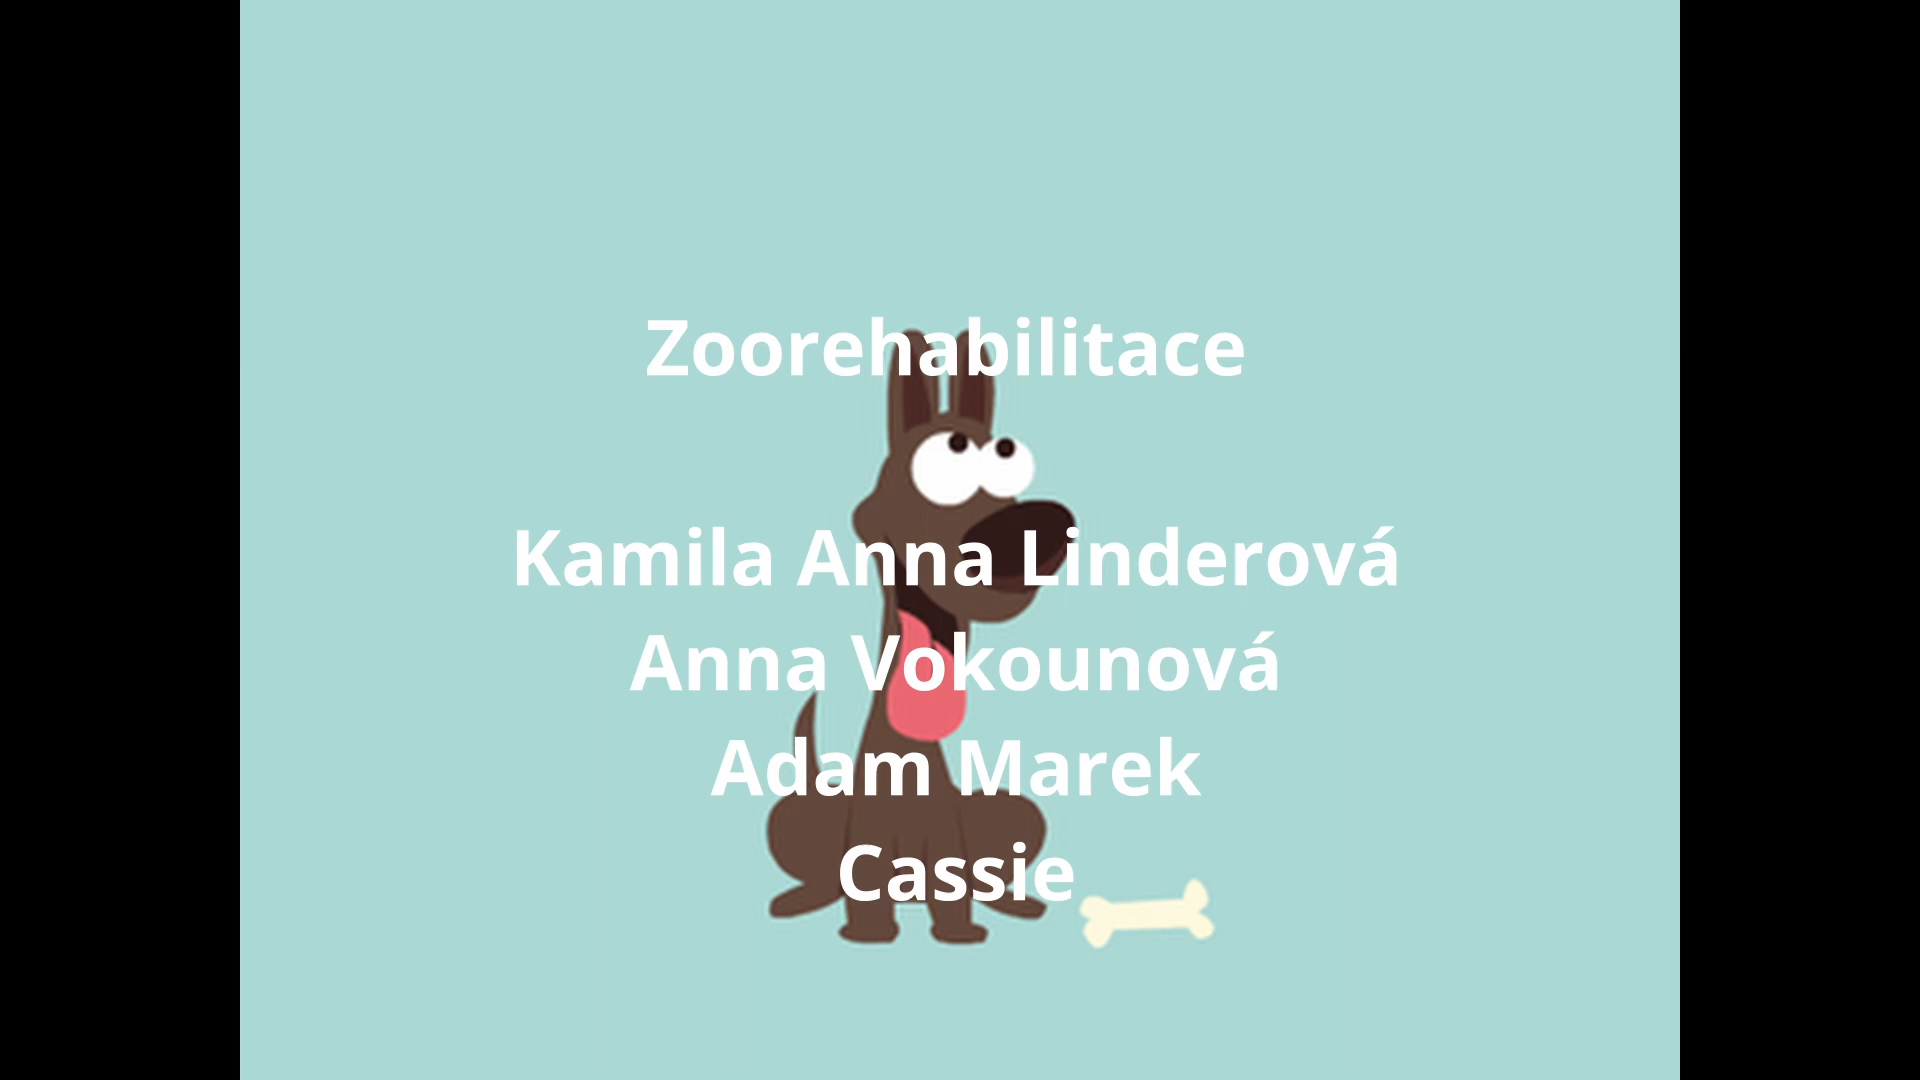 Zoorehabilitace
Kamila Anna Linderová
Anna Vokounová
Adam Marek
Cassie